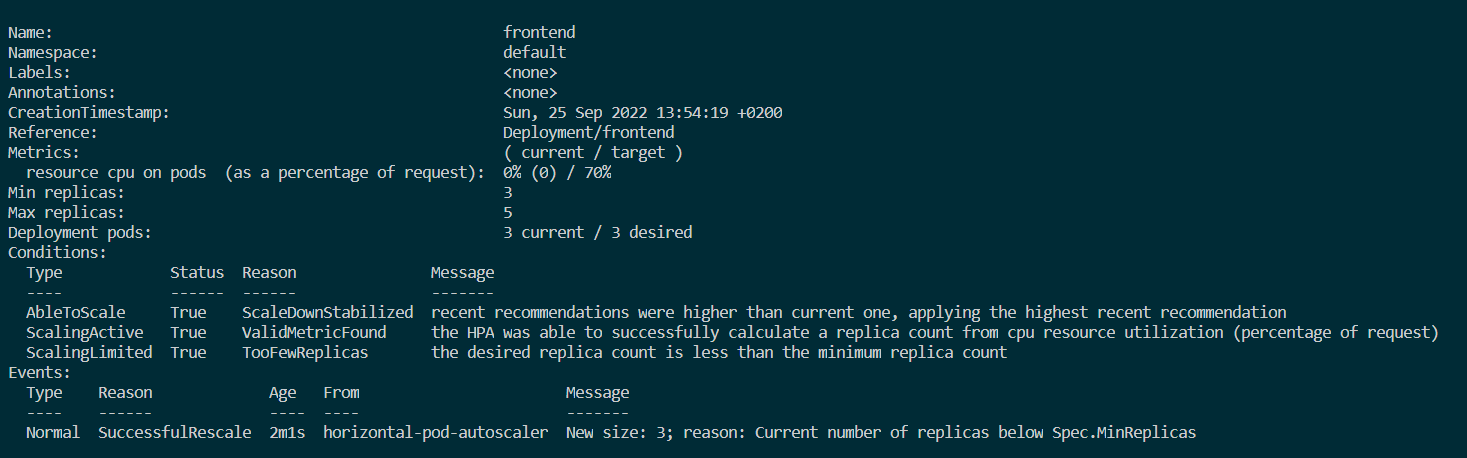 Name:                                                  frontend
Namespace:                                             default
Labels:                                                <none>
Annotations:                                           <none>
CreationTimestamp:                                     Sun, 25 Sep 2022 13:54:19 +0200
Reference:                                             Deployment/frontend
Metrics:                                               ( current / target )
  resource cpu on pods  (as a percentage of request):  0% (0) / 70%
Min replicas:                                          3
Max replicas:                                          5
Deployment pods:                                       3 current / 3 desired
Conditions:
  Type            Status  Reason               Message
  ----            ------  ------               -------
  AbleToScale     True    ScaleDownStabilized  recent recommendations were higher than current one, applying the highest recent recommendation
  ScalingActive   True    ValidMetricFound     the HPA was able to successfully calculate a replica count from cpu resource utilization (percentage of request)
  ScalingLimited  True    TooFewReplicas       the desired replica count is less than the minimum replica count
Events:
  Type    Reason             Age   From                       Message
  ----    ------             ----  ----                       -------
  Normal  SuccessfulRescale  2m1s  horizontal-pod-autoscaler  New size: 3; reason: Current number of replicas below Spec.MinReplicas